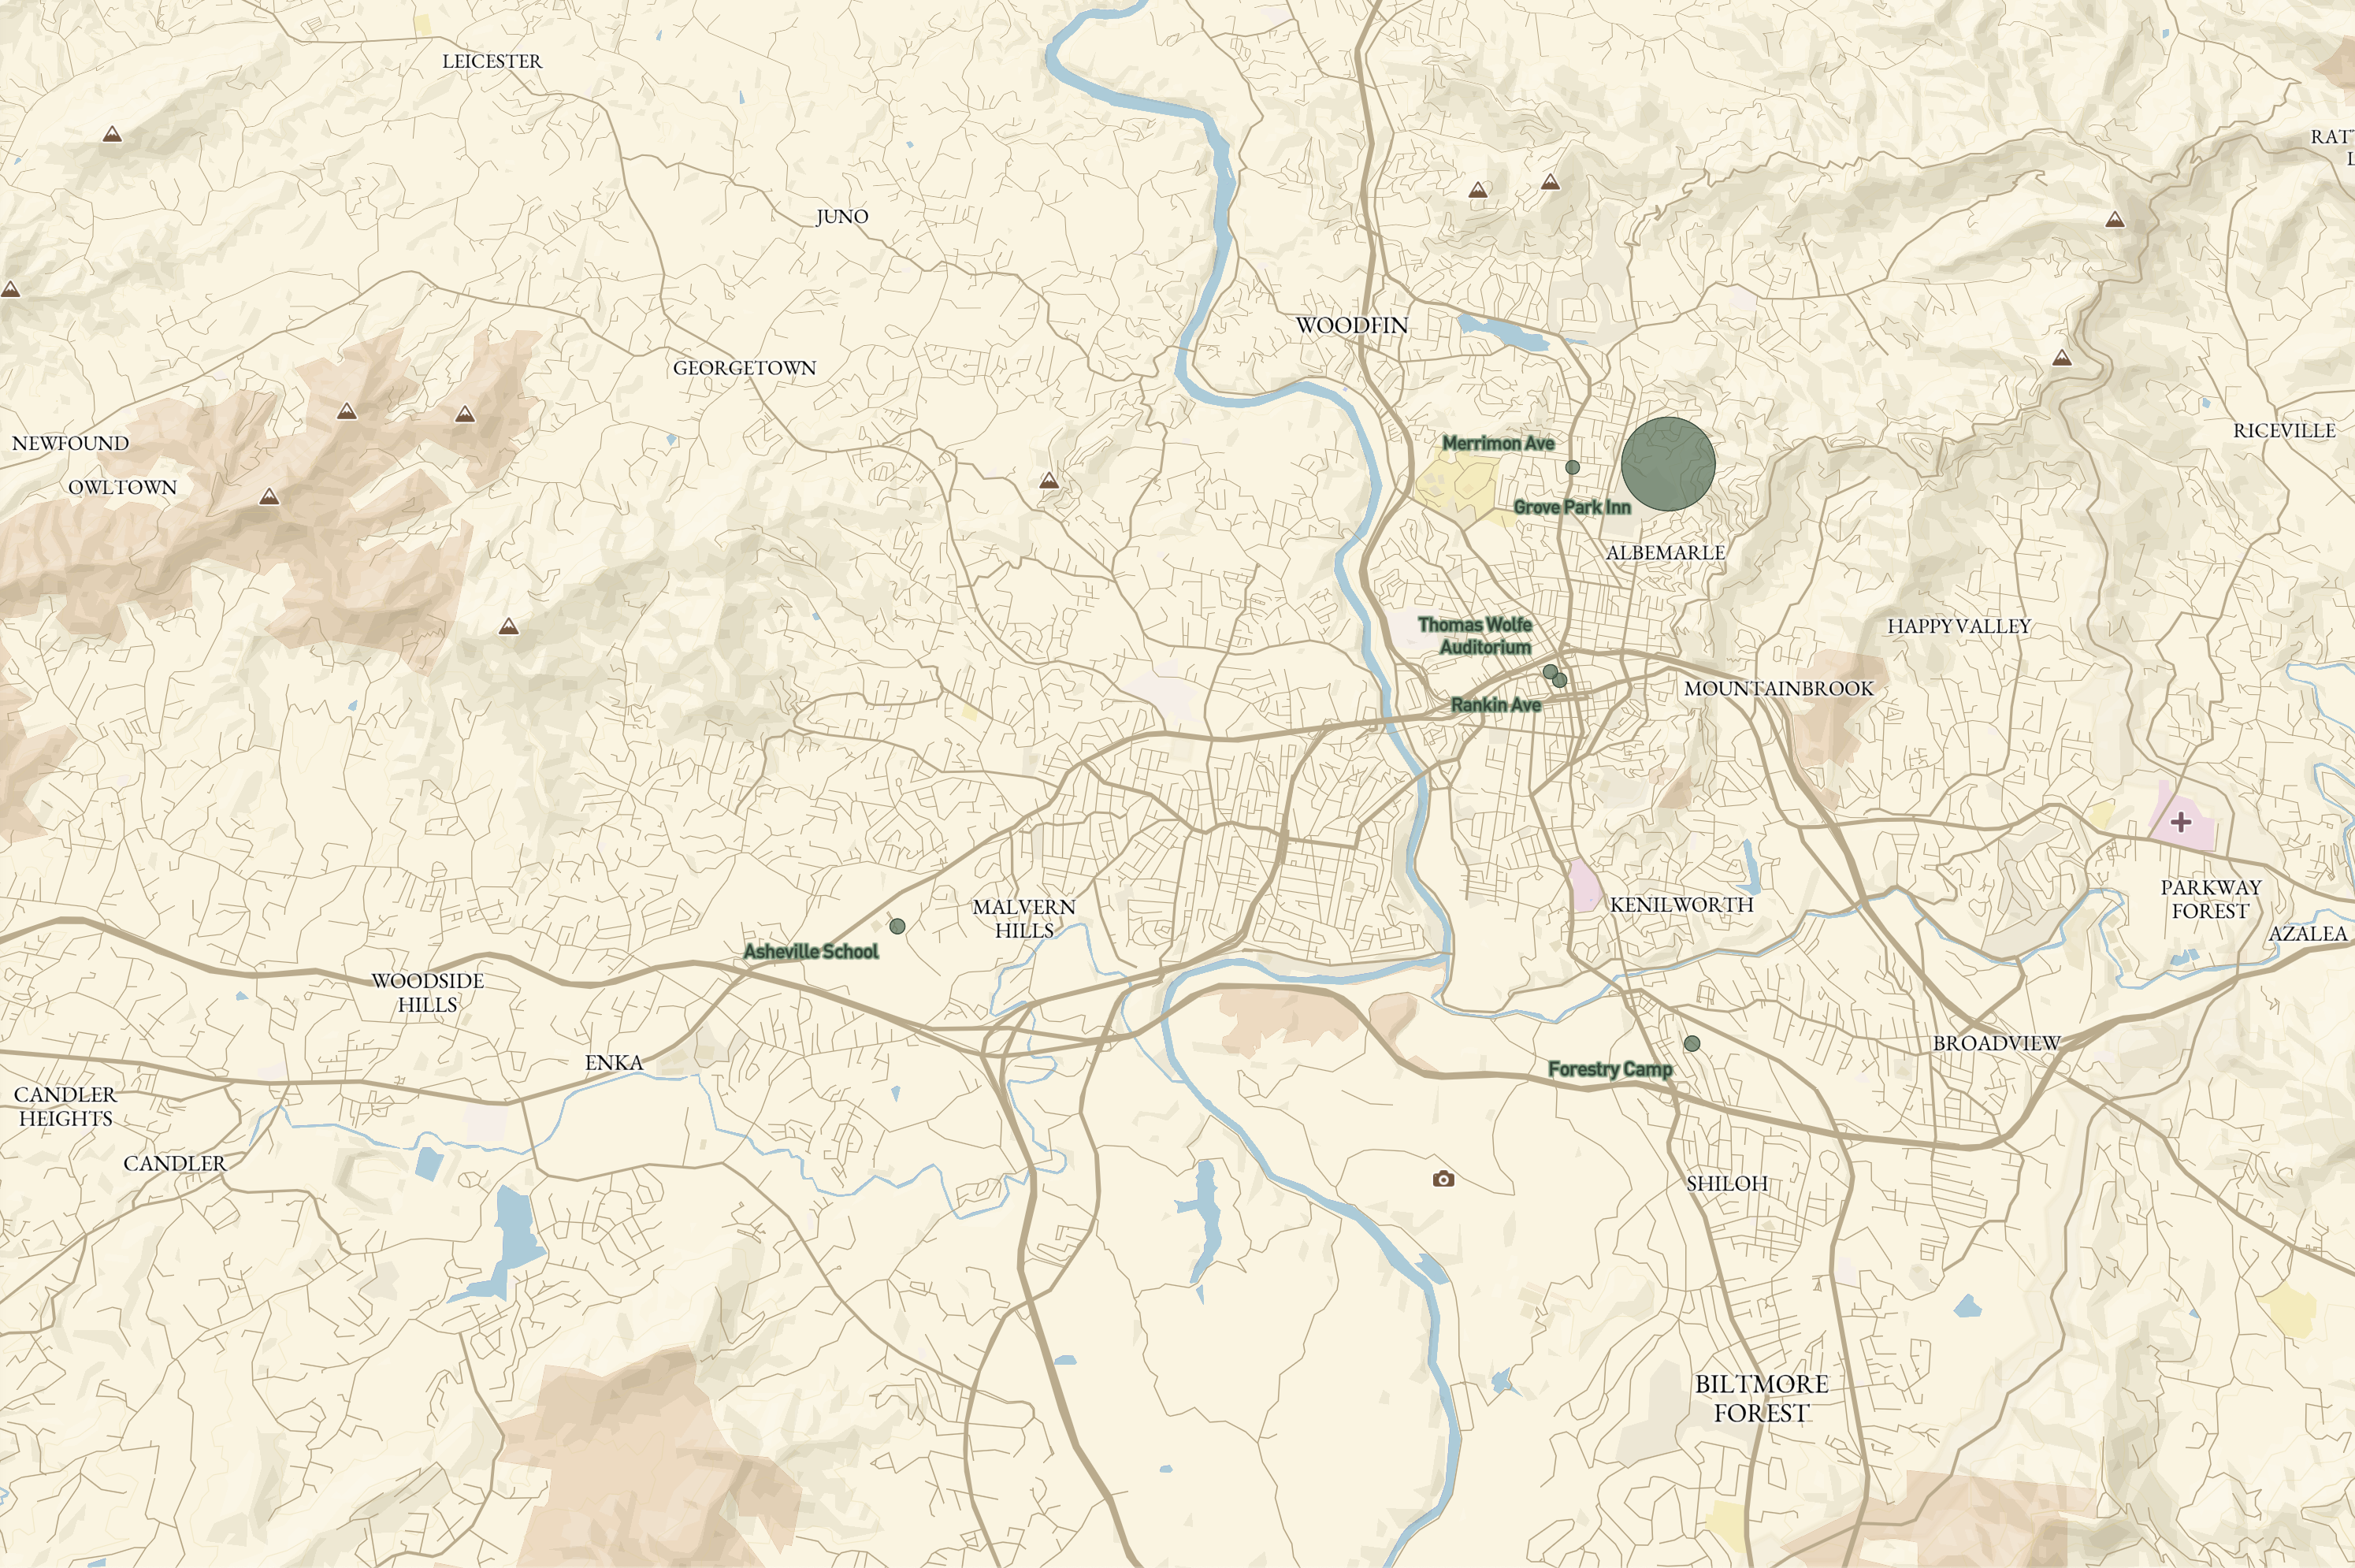 LEICESTER
RAT
L
JUNO
WOODFIN
GEORGETOWN
NEWFOUND
RICEVILLE
Merrimon Ave
OWLTOWN
Grove Park Inn
ALBEMARLE
Thomas Wolfe
Auditorium
HAPPY VALLEY
MOUNTAINBROOK
Rankin Ave
PARKWAY
FOREST
MALVERN
HILLS
KENILWORTH
AZALEA
Asheville School
WOODSIDE
HILLS
BROADVIEW
ENKA
Forestry Camp
CANDLER
HEIGHTS
CANDLER
SHILOH
BILTMORE
FOREST